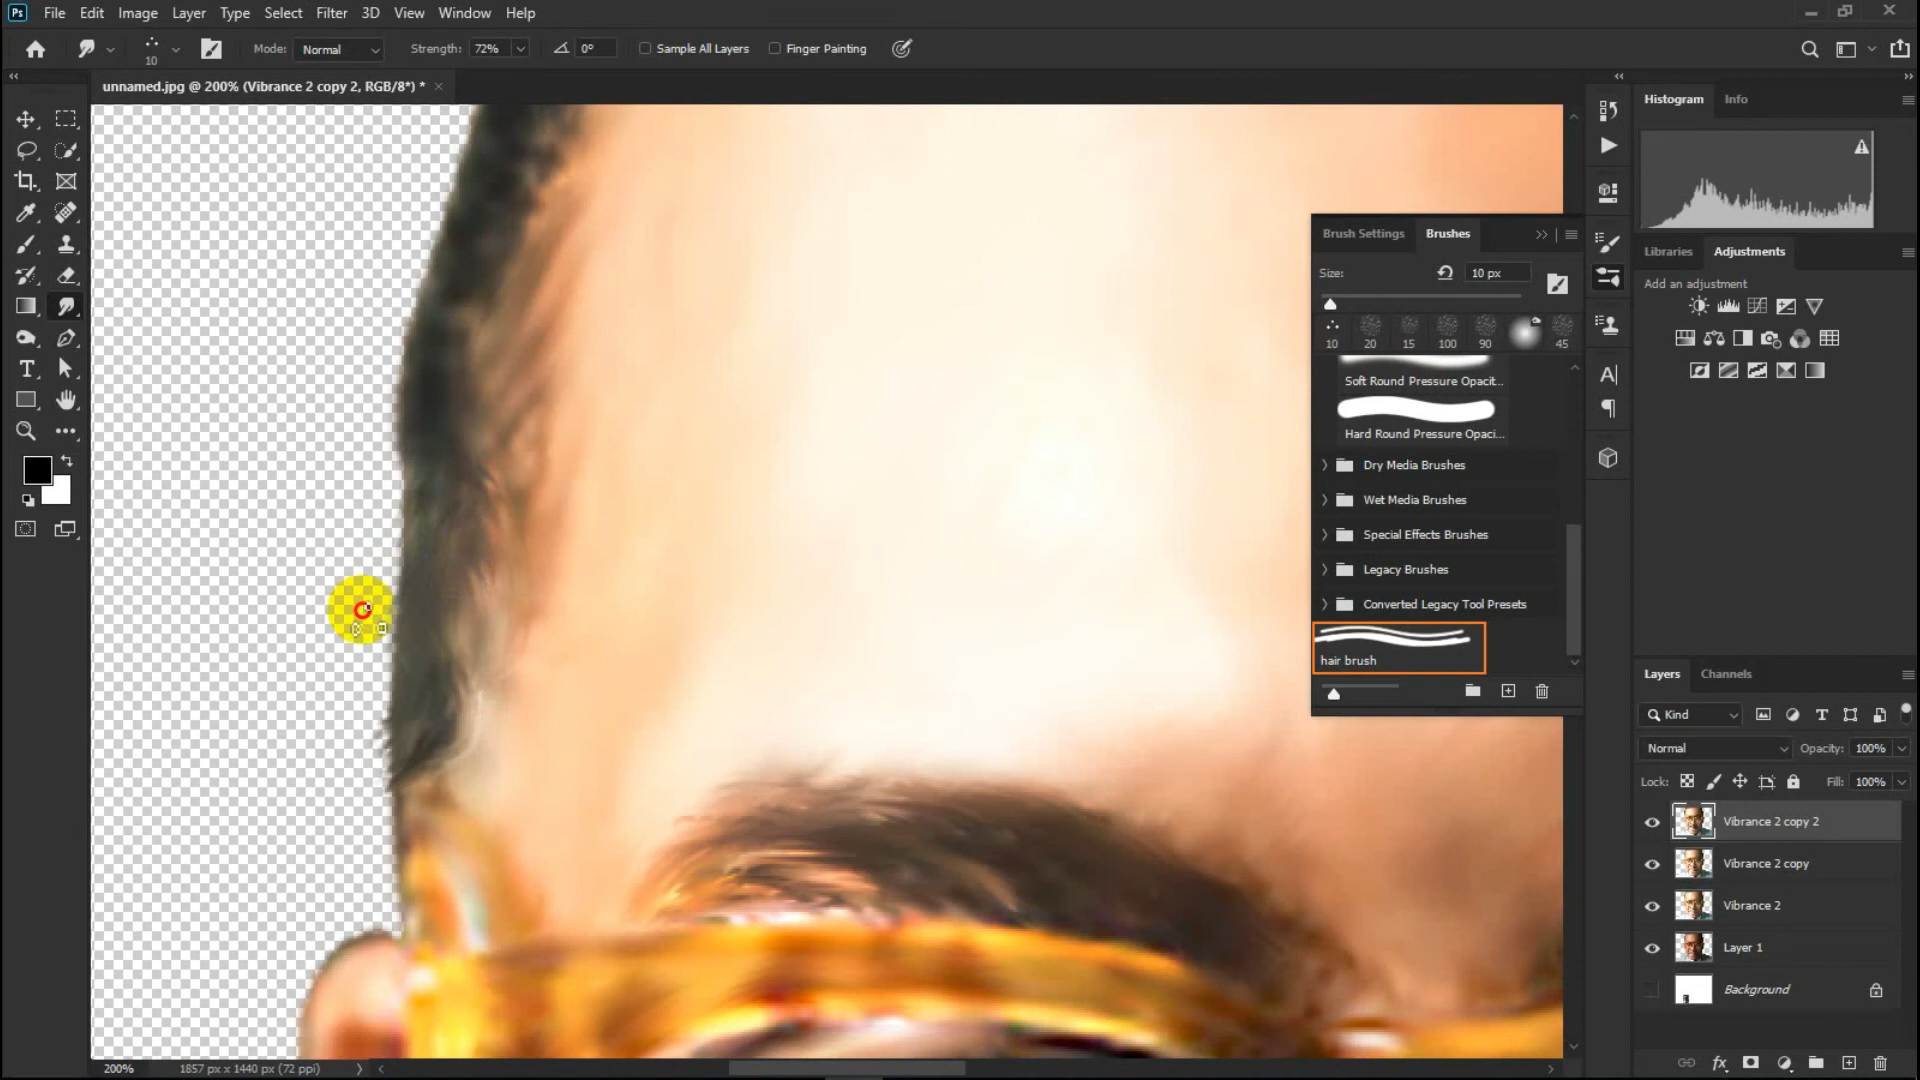 Ps File Edit Image Layer Type Select Filter 3D View Window Help
10 Mode: Normal Strength: 72% 0° Sample All Layers Finger Painting
unnamed.jpg @ 200% (Vibrance 2 copy 2, RGB/8*) * ×
Histogram Info
Brush Settings Brushes
Size: 10 px
10 20 15 100 90 45
Soft Round Pressure Opacit...
Hard Round Pressure Opaci...
Dry Media Brushes
Wet Media Brushes
Special Effects Brushes
Legacy Brushes
Converted Legacy Tool Presets
hair brush
Libraries Adjustments
Add an adjustment
Layers Channels
Kind
Normal Opacity: 100%
Lock: Fill: 100%
Vibrance 2 copy 2
Vibrance 2 copy
Vibrance 2
Layer 1
Background
200% 1857 px x 1440 px (72 ppi)